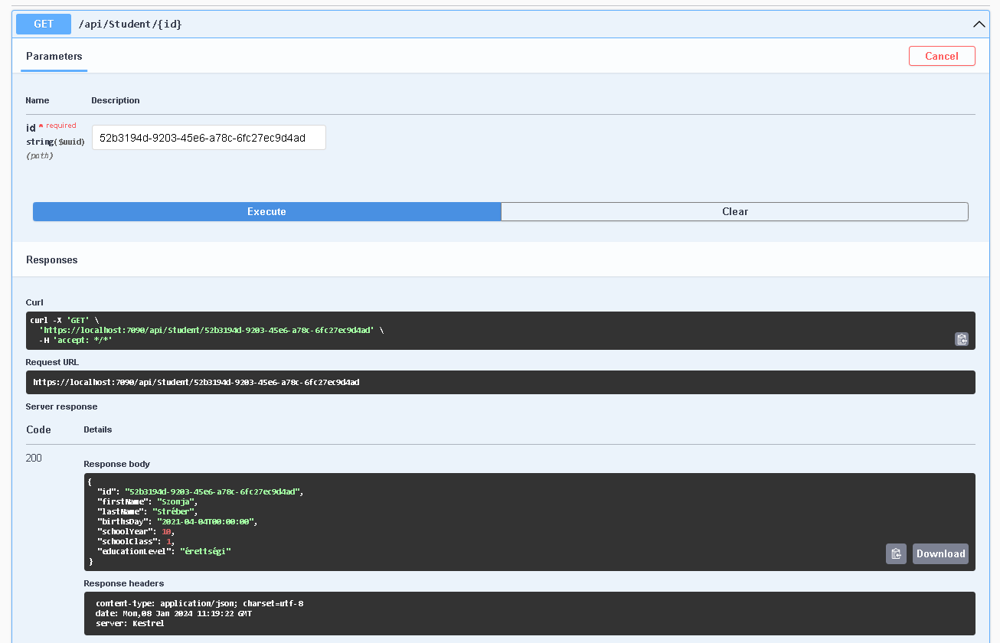 GET /api/Student/{id}
Parameters
Cancel
Name Description
id * required
string($uuid)
(path)
52b3194d-9203-45e6-a78c-6fc27ec9d4ad
Execute Clear
Responses
Curl
curl -X 'GET' \
'https://localhost:7090/api/Student/52b3194d-9203-45e6-a78c-6fc27ec9d4ad' \
-H 'accept: */*'
Request URL
https://localhost:7090/api/Student/52b3194d-9203-45e6-a78c-6fc27ec9d4ad
Server response
Code Details
200
Response body
{
"id": "52b3194d-9203-45e6-a78c-6fc27ec9d4ad",
"firstName": "Szonja",
"lastName": "Stréber",
"birthsDay": "2021-04-04T00:00:00",
"schoolYear": 10,
"schoolClass": 1,
"educationLevel": "érettségi"
}
Download
Response headers
content-type: application/json; charset=utf-8
date: Mon,08 Jan 2024 11:19:22 GMT
server: Kestrel